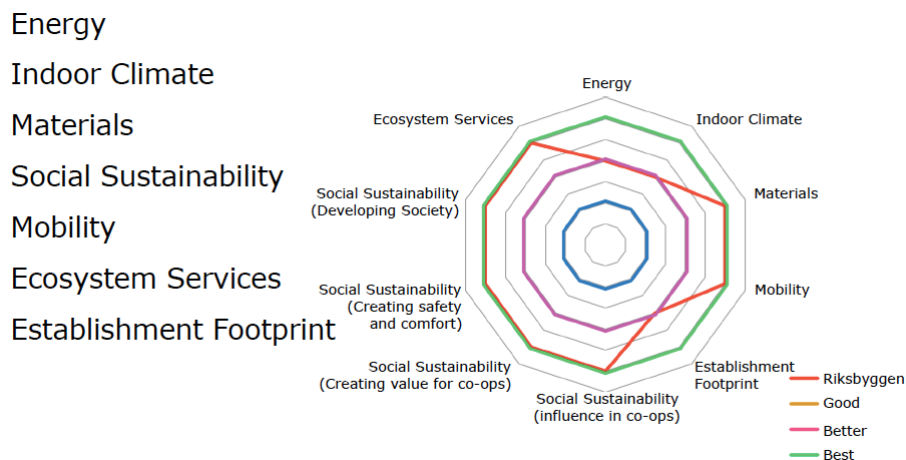 Energy
Indoor Climate
Materials
Social Sustainability
Mobility
Ecosystem Services
Establishment Footprint
Energy
Indoor Climate
Materials
Mobility
Establishment
Footprint
Social Sustainability
(influence in co-ops)
Social Sustainability
(Creating value for co-ops)
Social Sustainability
(Creating safety
and comfort)
Social Sustainability
(Developing Society)
Ecosystem Services
Riksbyggen
Good
Better
Best